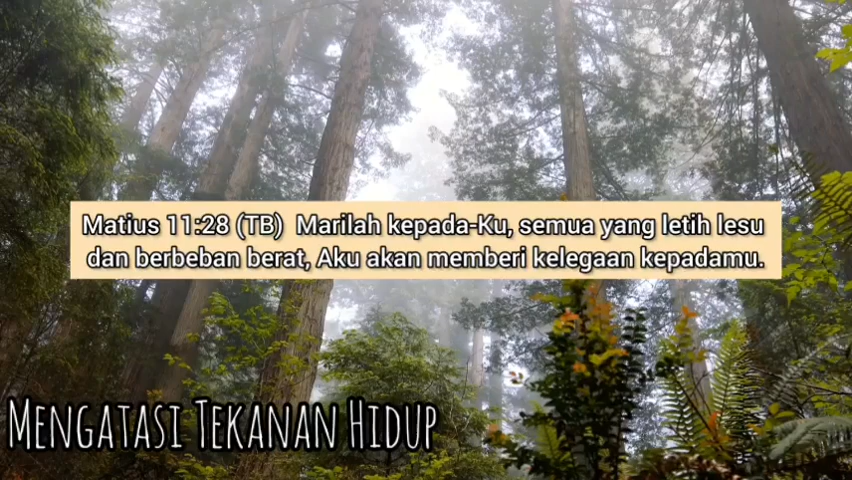 Matius 11:28 (TB)  Marilah kepada-Ku, semua yang letih lesu
dan berbeban berat, Aku akan memberi kelegaan kepadamu.
Mengatasi Tekanan Hidup